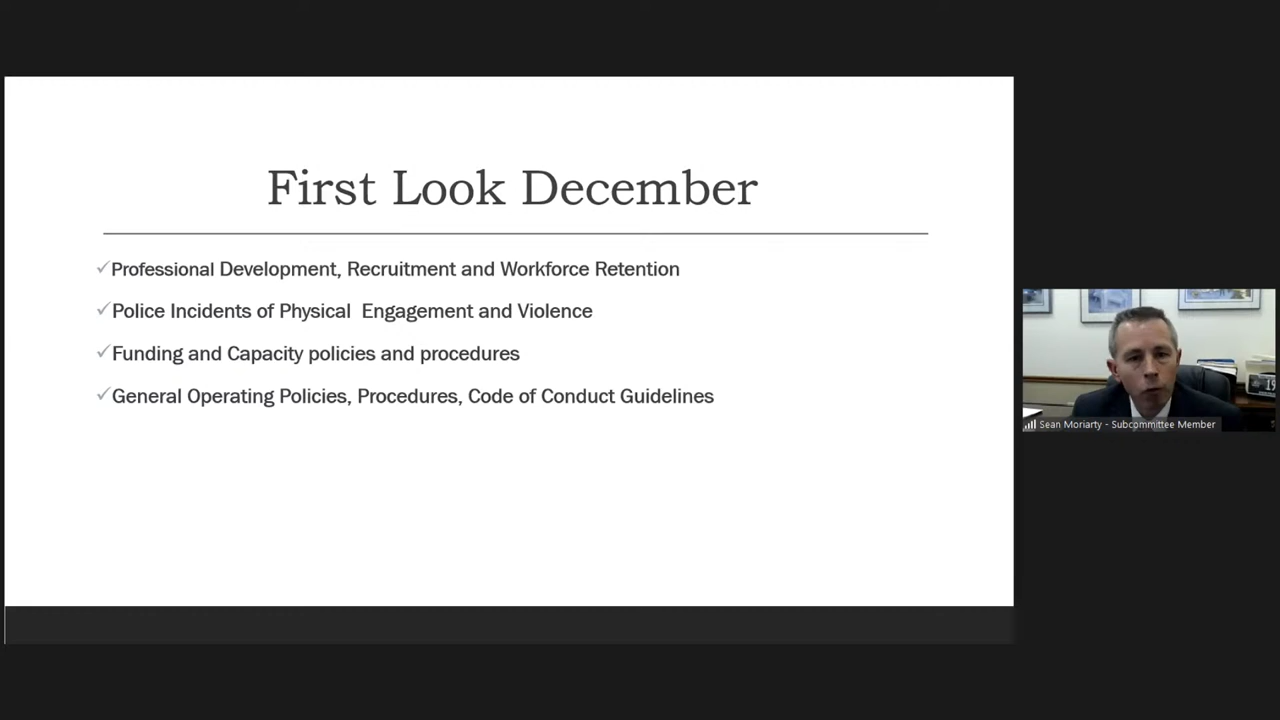 First Look December
✓Professional Development, Recruitment and Workforce Retention
✓Police Incidents of Physical  Engagement and Violence
✓Funding and Capacity policies and procedures
✓General Operating Policies, Procedures, Code of Conduct Guidelines
19
Sean Moriarty - Subcommittee Member